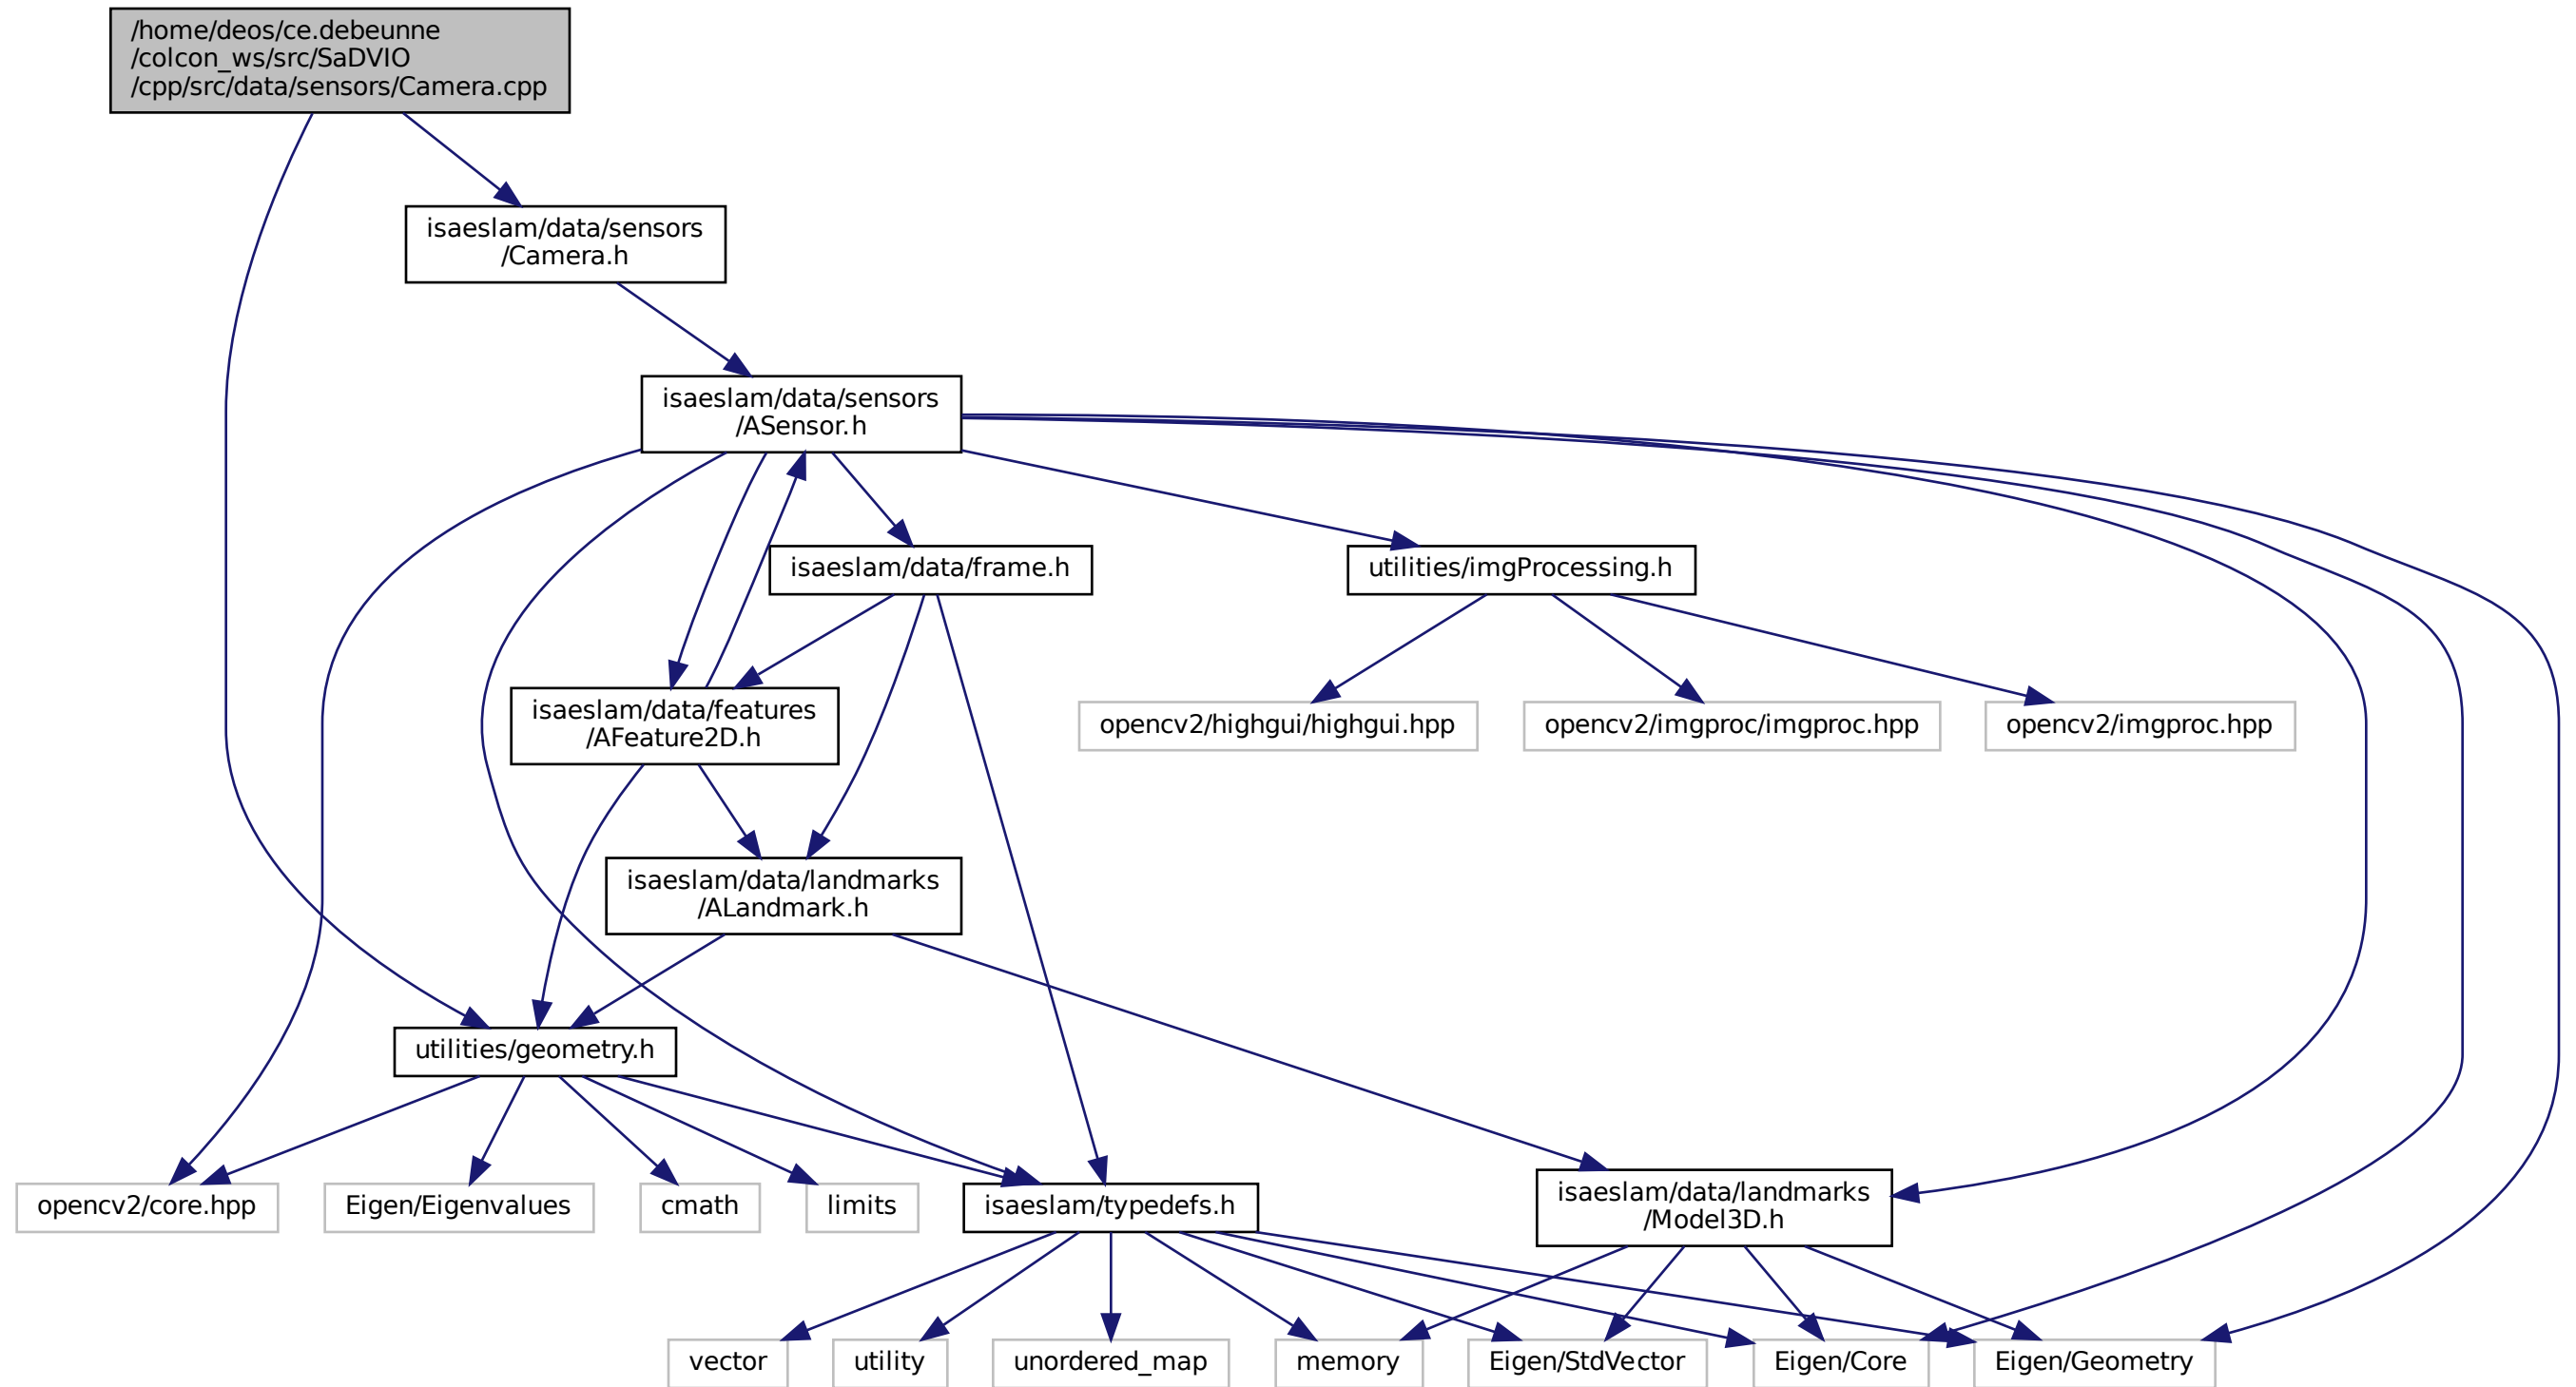 /home/deos/ce.debeunne
/colcon_ws/src/SaDVIO
/cpp/src/data/sensors/Camera.cpp
isaeslam/data/sensors
/Camera.h
isaeslam/data/sensors
/ASensor.h
isaeslam/data/frame.h
utilities/imgProcessing.h
isaeslam/data/features
/AFeature2D.h
opencv2/highgui/highgui.hpp
opencv2/imgproc/imgproc.hpp
opencv2/imgproc.hpp
isaeslam/data/landmarks
/ALandmark.h
utilities/geometry.h
opencv2/core.hpp
Eigen/Eigenvalues
cmath
limits
isaeslam/typedefs.h
isaeslam/data/landmarks
/Model3D.h
vector
utility
unordered_map
memory
Eigen/StdVector
Eigen/Core
Eigen/Geometry